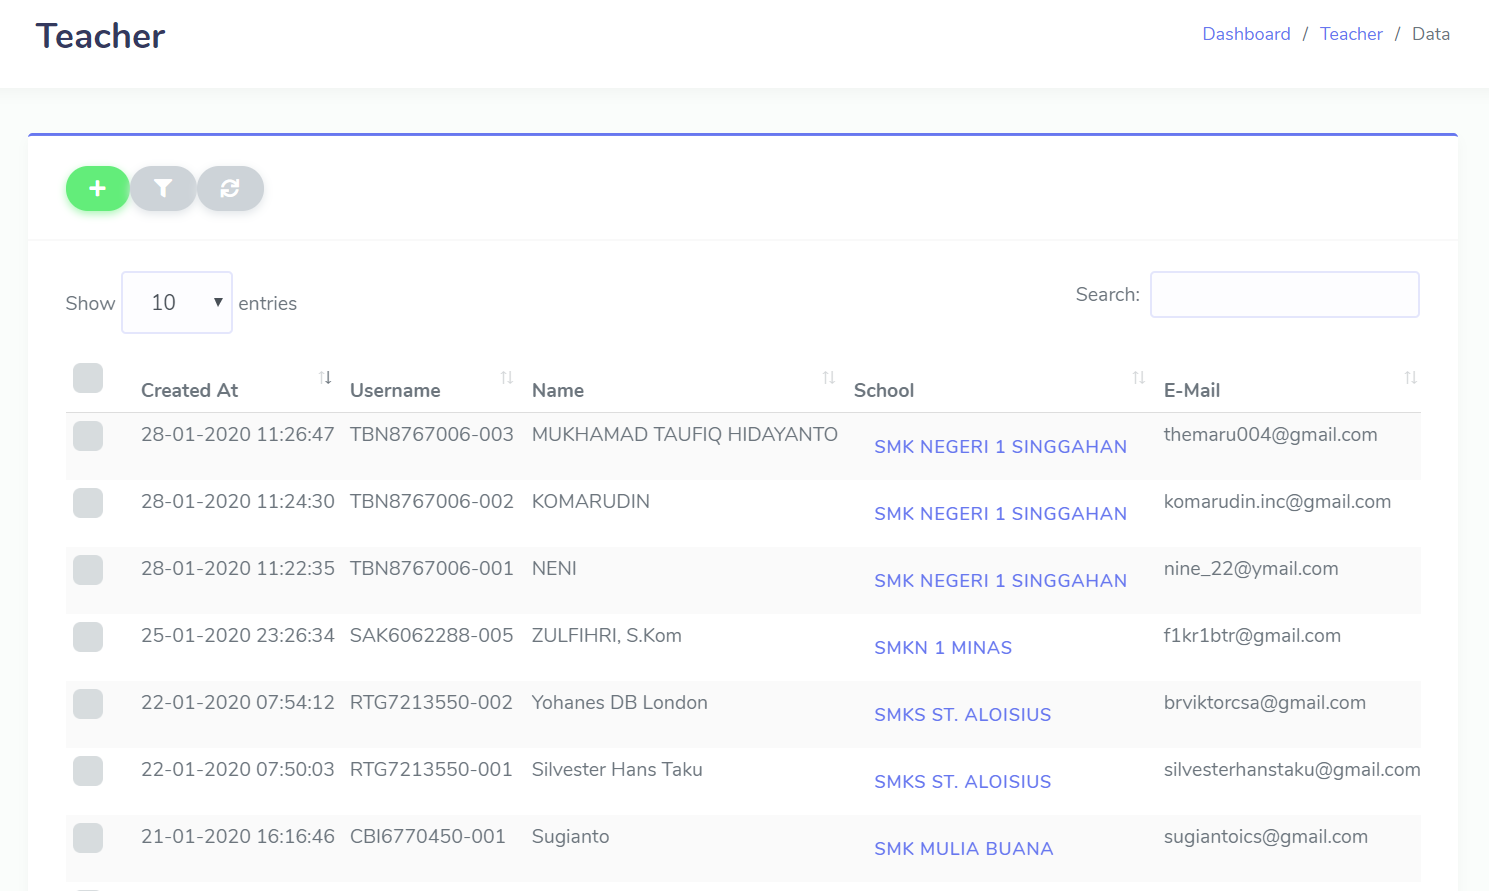 Teacher
Dashboard / Teacher / Data
Show 10 entries
Search:
Created At Username Name School E-Mail
28-01-2020 11:26:47 TBN8767006-003 MUKHAMAD TAUFIQ HIDAYANTO SMK NEGERI 1 SINGGAHAN themaru004@gmail.com
28-01-2020 11:24:30 TBN8767006-002 KOMARUDIN SMK NEGERI 1 SINGGAHAN komarudin.inc@gmail.com
28-01-2020 11:22:35 TBN8767006-001 NENI SMK NEGERI 1 SINGGAHAN nine_22@ymail.com
25-01-2020 23:26:34 SAK6062288-005 ZULFIHRI, S.Kom SMKN 1 MINAS f1kr1btr@gmail.com
22-01-2020 07:54:12 RTG7213550-002 Yohanes DB London SMKS ST. ALOISIUS brviktorcsa@gmail.com
22-01-2020 07:50:03 RTG7213550-001 Silvester Hans Taku SMKS ST. ALOISIUS silvesterhanstaku@gmail.com
21-01-2020 16:16:46 CBI6770450-001 Sugianto SMK MULIA BUANA sugiantoics@gmail.com